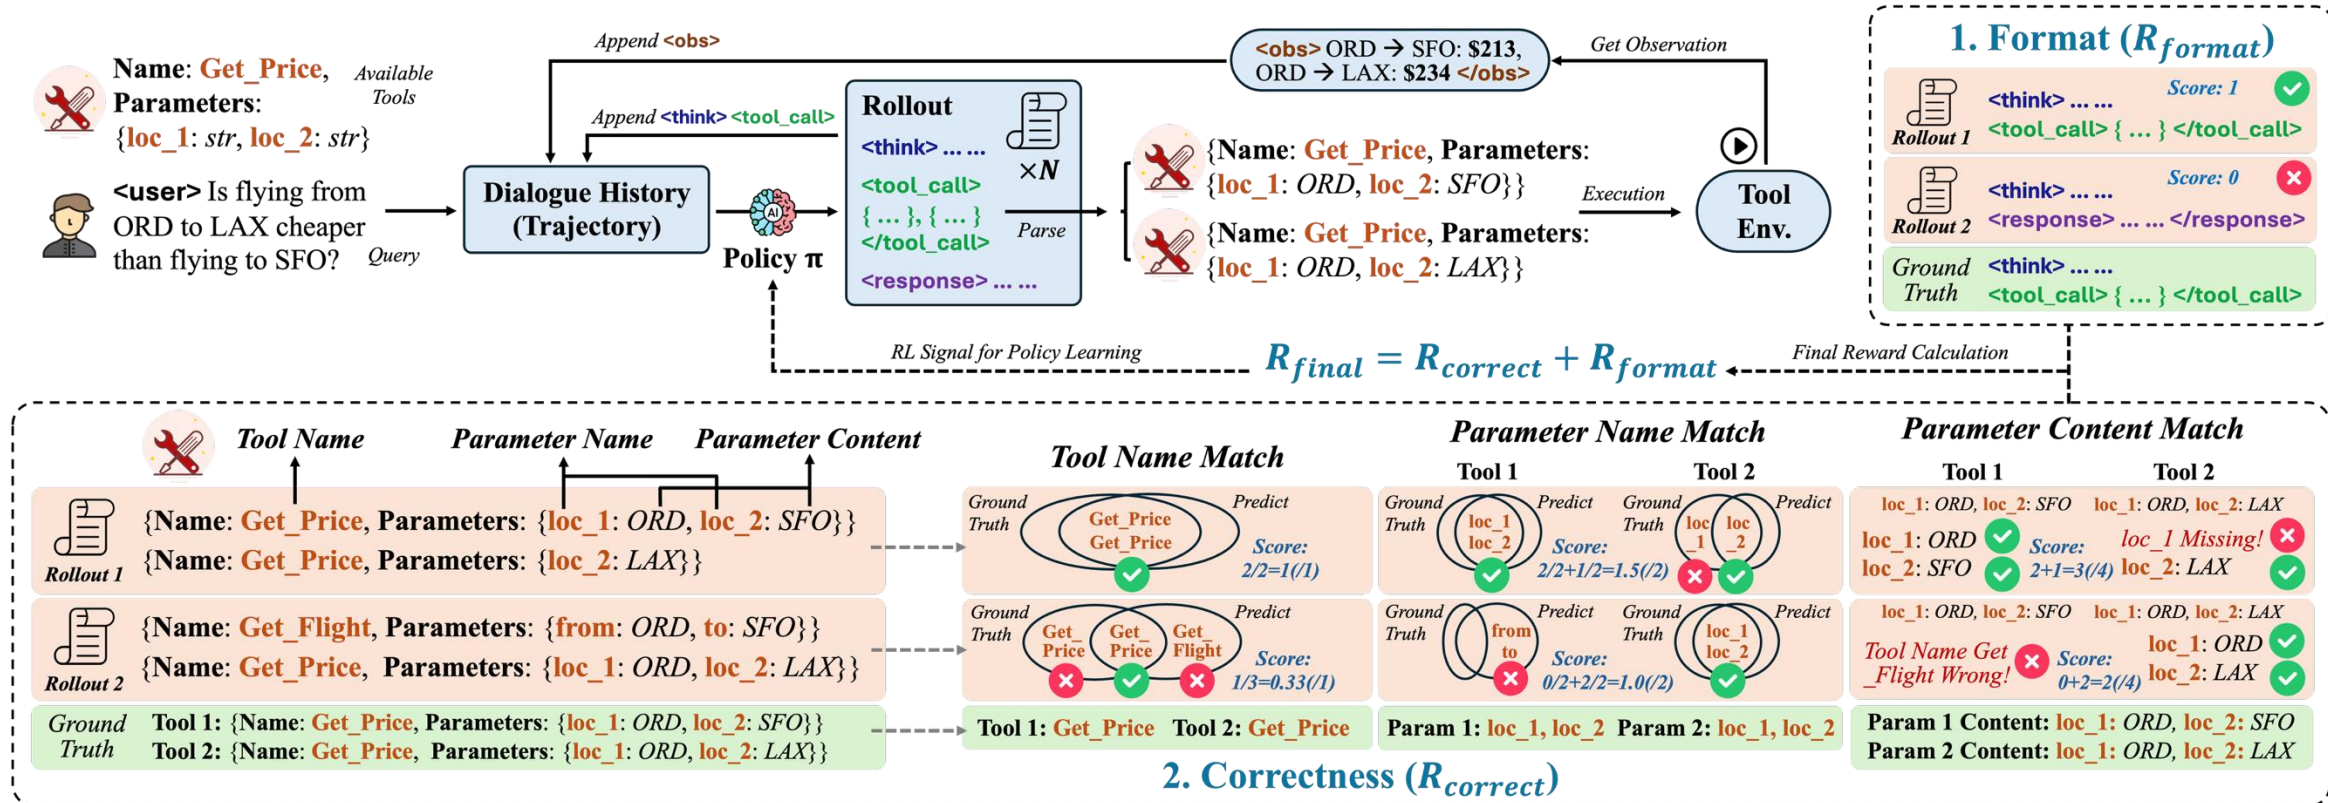 Name: Get_Price,
Parameters:
{loc_1: str, loc_2: str}
Available
Tools
<user> Is flying from
ORD to LAX cheaper
than flying to SFO?
Query
Append <obs>
Append <think> <tool_call>
Dialogue History
(Trajectory)
AI
Policy π
Rollout
<think> ... ...
<tool_call>
{ ... }, { ... }
</tool_call>
<response> ... ...
×N
Parse
{Name: Get_Price, Parameters:
{loc_1: ORD, loc_2: SFO}}
{Name: Get_Price, Parameters:
{loc_1: ORD, loc_2: LAX}}
Execution
Tool
Env.
Get Observation
<obs> ORD → SFO: $213,
ORD → LAX: $234 </obs>
1. Format (R_format)
Rollout 1
<think> ... ...
Score: 1
<tool_call> { ... } </tool_call>
Rollout 2
<think> ... ...
Score: 0
<response> ... ... </response>
Ground
Truth
<think> ... ...
<tool_call> { ... } </tool_call>
RL Signal for Policy Learning
R_final = R_correct + R_format
Final Reward Calculation
Tool Name
Parameter Name
Parameter Content
Rollout 1
{Name: Get_Price, Parameters: {loc_1: ORD, loc_2: SFO}}
{Name: Get_Price, Parameters: {loc_2: LAX}}
Rollout 2
{Name: Get_Flight, Parameters: {from: ORD, to: SFO}}
{Name: Get_Price, Parameters: {loc_1: ORD, loc_2: LAX}}
Ground
Truth
Tool 1: {Name: Get_Price, Parameters: {loc_1: ORD, loc_2: SFO}}
Tool 2: {Name: Get_Price, Parameters: {loc_1: ORD, loc_2: LAX}}
Tool Name Match
Ground
Truth
Predict
Get_Price
Get_Price
Score:
2/2=1(/1)
Ground
Truth
Predict
Get_
Price
Get_
Price
Get_
Flight
Score:
1/3=0.33(/1)
Tool 1: Get_Price Tool 2: Get_Price
Parameter Name Match
Tool 1
Tool 2
Ground
Truth
Predict
loc_1
loc_2
Score:
2/2+1/2=1.5(/2)
Ground
Truth
Predict
loc
_1
loc
_2
Ground
Truth
Predict
from
to
Score:
0/2+2/2=1.0(/2)
Ground
Truth
Predict
loc_1
loc_2
Param 1: loc_1, loc_2 Param 2: loc_1, loc_2
Parameter Content Match
Tool 1
Tool 2
loc_1: ORD, loc_2: SFO
loc_1: ORD, loc_2: LAX
loc_1: ORD
loc_2: SFO
Score:
2+1=3(/4)
loc_1 Missing!
loc_2: LAX
loc_1: ORD, loc_2: SFO
loc_1: ORD, loc_2: LAX
Tool Name Get
_Flight Wrong!
Score:
0+2=2(/4)
loc_1: ORD
loc_2: LAX
Param 1 Content: loc_1: ORD, loc_2: SFO
Param 2 Content: loc_1: ORD, loc_2: LAX
2. Correctness (R_correct)